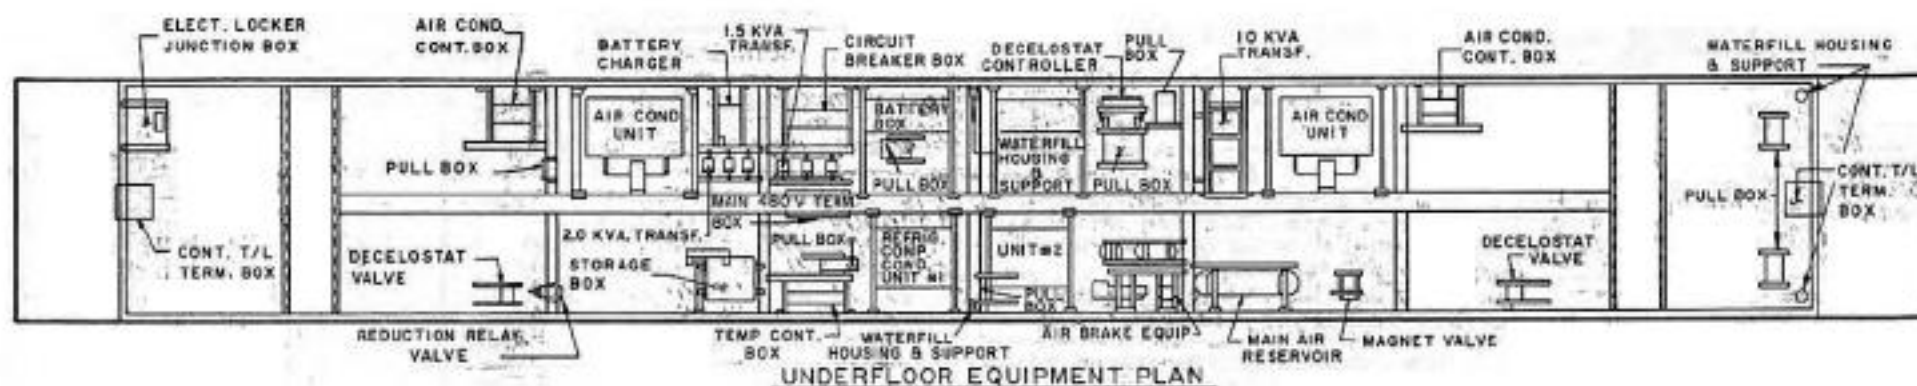 ELECT. LOCKER
JUNCTION BOX
AIR COND.
CONT. BOX
BATTERY
CHARGER
1.5 KVA
TRANSF.
CIRCUIT
BREAKER BOX
DECELOSTAT
CONTROLLER
PULL
BOX
10 KVA
TRANSF.
AIR COND.
CONT. BOX
WATERFILL HOUSING
& SUPPORT
AIR COND
UNIT
BATTERY
BOX
WATERFILL
HOUSING
&
SUPPORT
AIR COND
UNIT
PULL BOX
PULL BOX
PULL BOX
PULL BOX
CONT. T/L
TERM.
BOX
MAIN 480 V TERM.
BOX
CONT. T/L
TERM. BOX
DECELOSTAT
VALVE
2.0 KVA. TRANSF.
STORAGE
BOX
PULL BOX
REFRIG.
COMP.
COND.
UNIT #1
UNIT #2
PULL
BOX
DECELOSTAT
VALVE
REDUCTION RELAY
VALVE
TEMP CONT.
BOX
WATERFILL
HOUSING & SUPPORT
AIR BRAKE EQUIP.
MAIN AIR
RESERVOIR
MAGNET VALVE
UNDERFLOOR EQUIPMENT PLAN